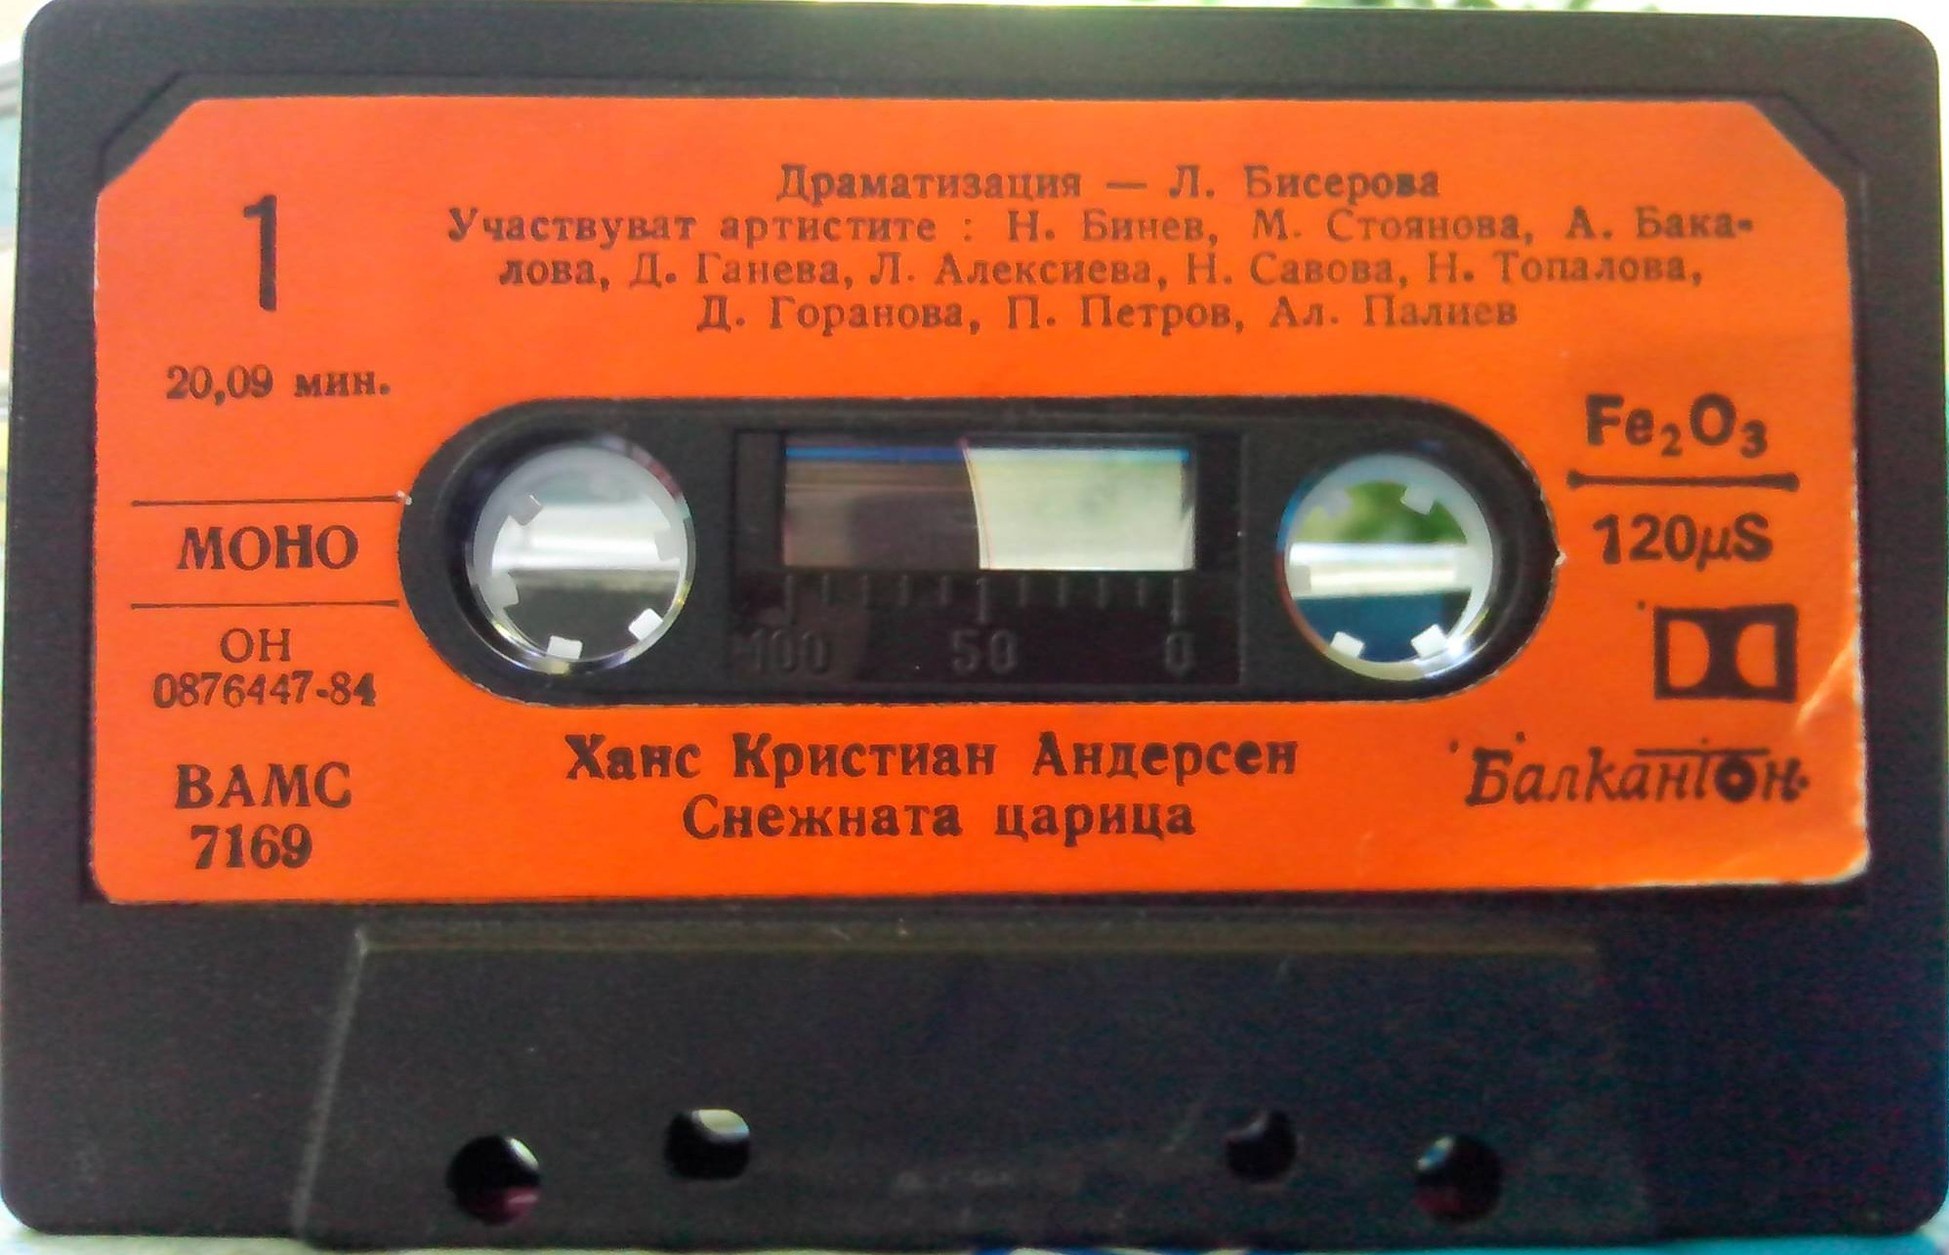 1
Драматизация — Л. Бисерова
Участвуват артистите : Н. Бинев, М. Стоянова, А. Бака-
лова, Д. Ганева, Л. Алексиева, Н. Савова, Н. Топалова,
Д. Горанова, П. Петров, Ал. Палиев
20,09 мин.
МОНО
ОН
0876447-84
ВАМС
7169
100 50 0
Fe₂O₃
120µS
Ханс Кристиан Андерсен
Снежната царица
Балкантон